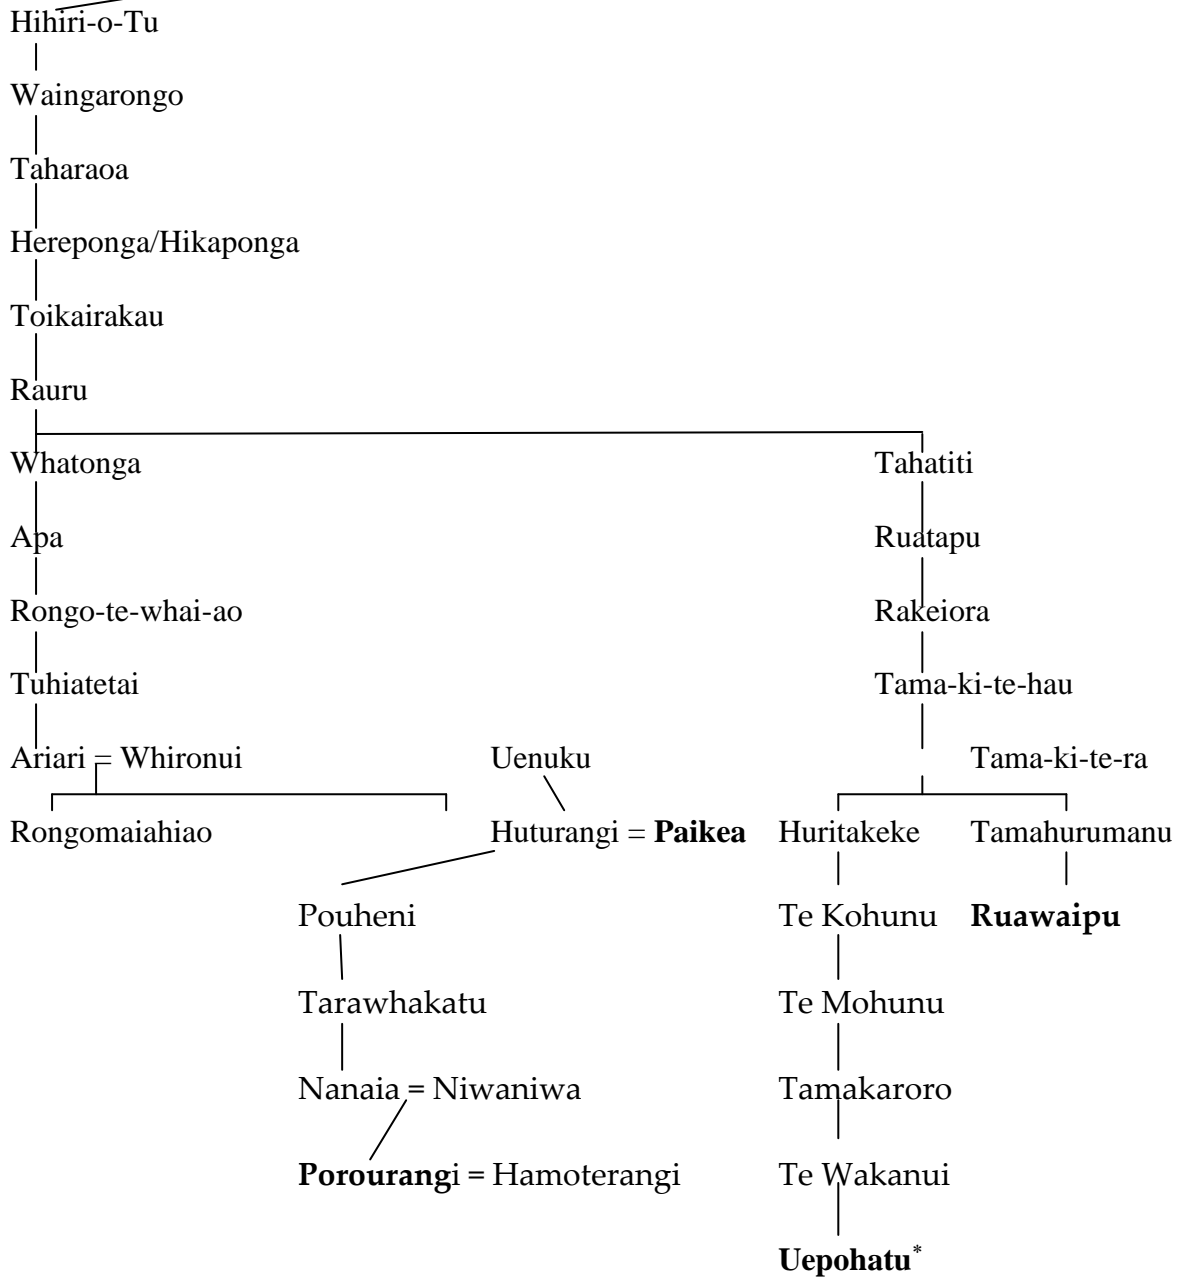 Hihiri-o-Tu
Waingarongo
Taharaoa
Hereponga/Hikaponga
Toikairakau
Rauru
Whatonga Tahatiti
Apa Ruatapu
Rongo-te-whai-ao Rakeiora
Tuhiatetai Tama-ki-te-hau
Ariari = Whironui Uenuku Tama-ki-te-ra
Rongomaiahiao Huturangi = Paikea Huritakeke Tamahurumanu
Pouheni Te Kohunu Ruawaipu
Tarawhakatu Te Mohunu
Nanaia = Niwaniwa Tamakaroro
Porourangi = Hamoterangi Te Wakanui
Uepohatu*